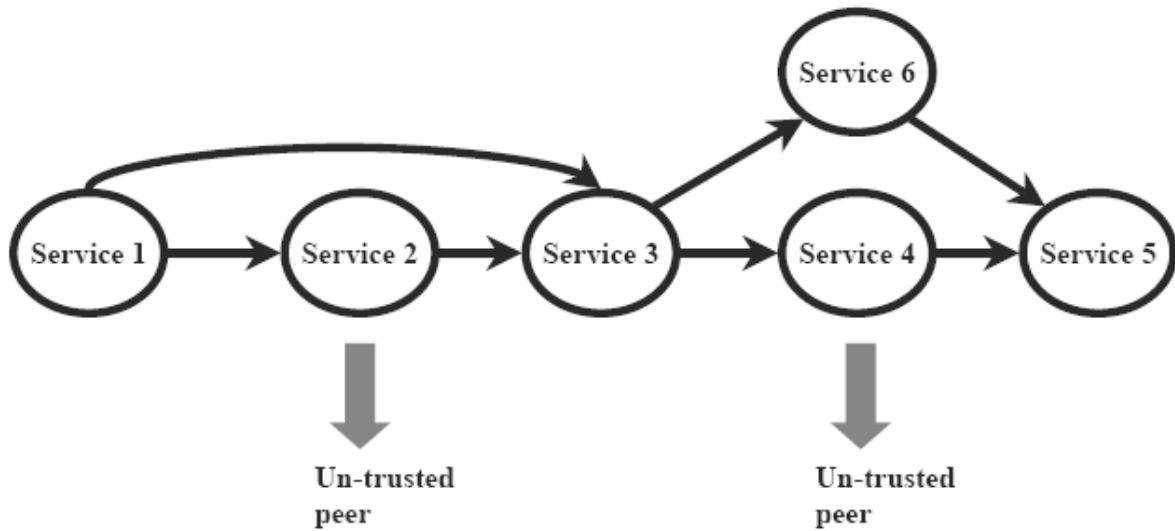 Service 6
Service 1
Service 2
Service 3
Service 4
Service 5
Un-trusted
peer
Un-trusted
peer